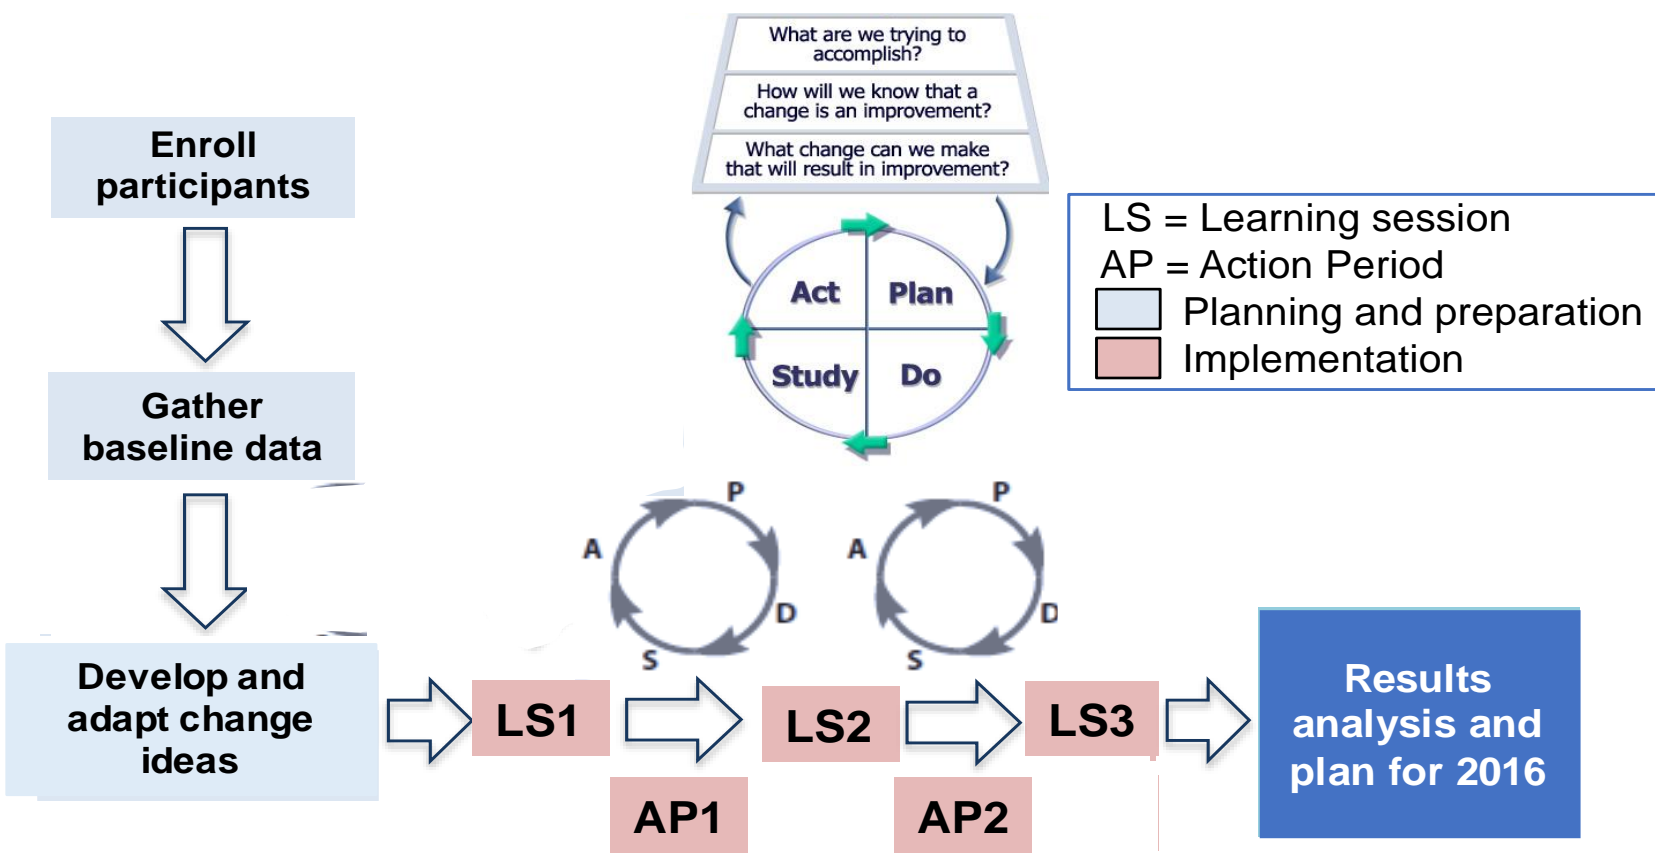 What are we trying to
accomplish?
How will we know that a
change is an improvement?
What change can we make
that will result in improvement?
Enroll
participants
LS = Learning session
AP = Action Period
Planning and preparation
Implementation
Act
Plan
Study
Do
Gather
baseline data
P
A
D
S
P
A
D
S
Develop and
adapt change
ideas
LS1
LS2
LS3
AP1
AP2
Results
analysis and
plan for 2016